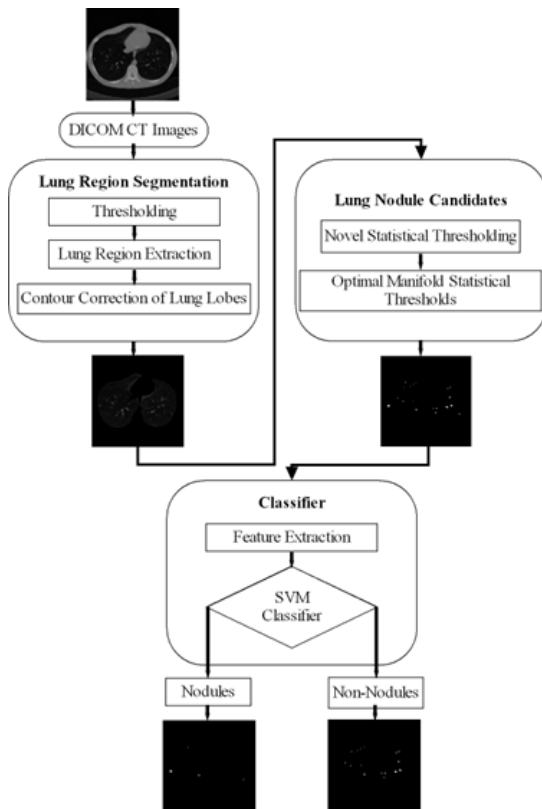 DICOM CT Images
Lung Region Segmentation
Thresholding
Lung Region Extraction
Contour Correction of Lung Lobes
Lung Nodule Candidates
Novel Statistical Thresholding
Optimal Manifold Statistical
Thresholds
Classifier
Feature Extraction
SVM
Classifier
Nodules
Non-Nodules